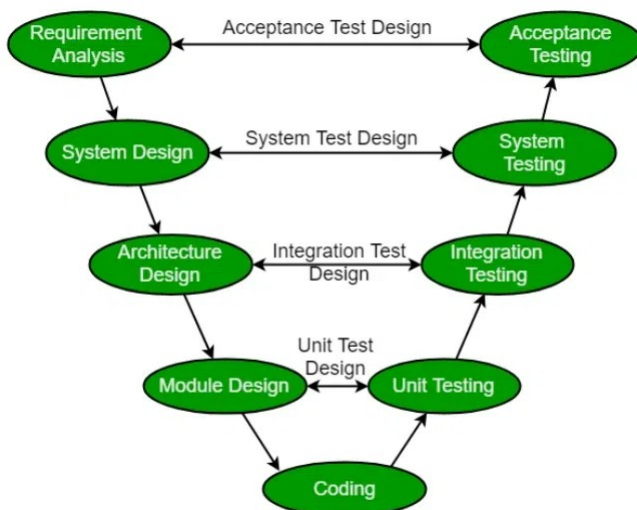 Requirement
Analysis
Acceptance Test Design
Acceptance
Testing
System Design
System Test Design
System
Testing
Architecture
Design
Integration Test
Design
Integration
Testing
Module Design
Unit Test
Design
Unit Testing
Coding